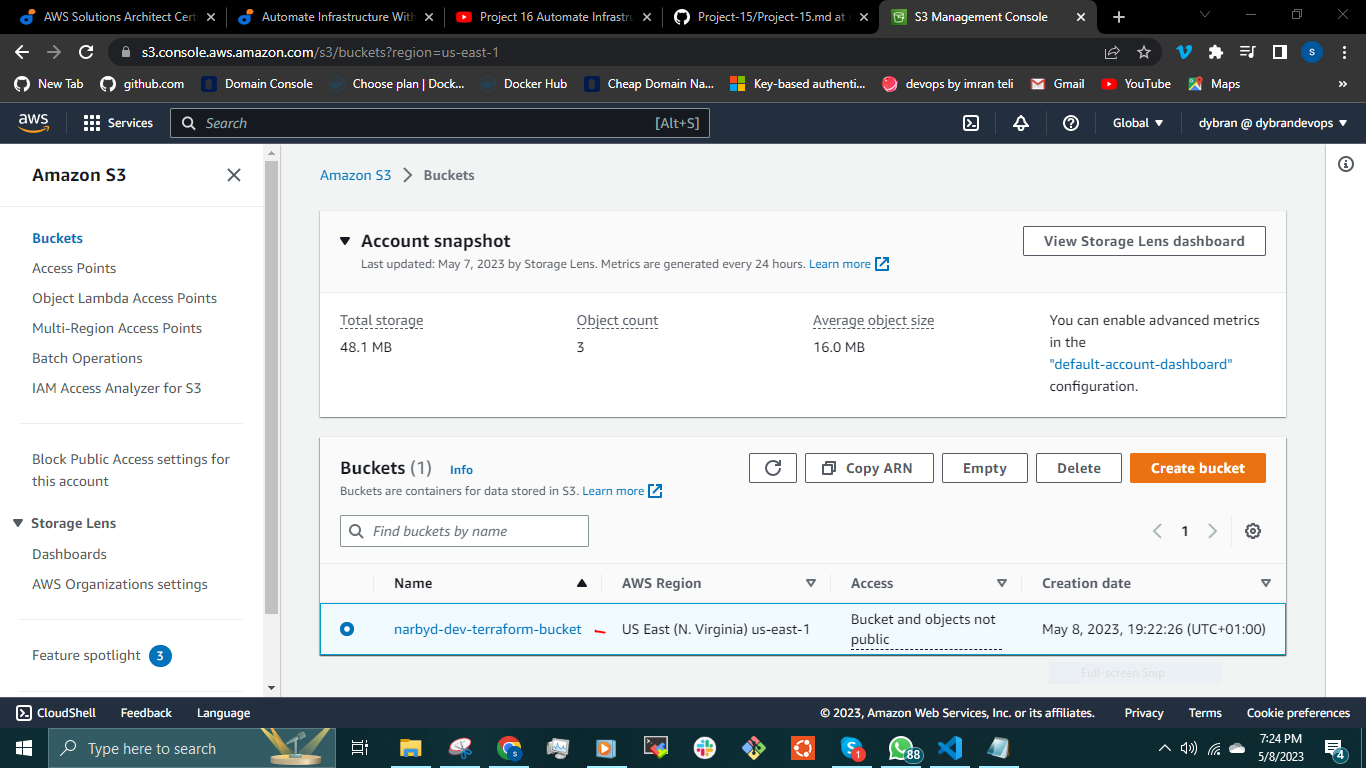 AWS Solutions Architect Cert
Automate Infrastructure With
Project 16 Automate Infrastru
Project-15/Project-15.md at
S3 Management Console
s3.console.aws.amazon.com/s3/buckets?region=us-east-1
S
New Tab
github.com
Domain Console
Choose plan | Dock...
Docker Hub
Cheap Domain Na...
Key-based authenti...
devops by imran teli
Gmail
YouTube
Maps
»
aws
Services
Search
[Alt+S]
Global
dybran @ dybrandevops
Amazon S3
Buckets
Access Points
Object Lambda Access Points
Multi-Region Access Points
Batch Operations
IAM Access Analyzer for S3
Block Public Access settings for
this account
Storage Lens
Dashboards
AWS Organizations settings
Feature spotlight 3
Amazon S3 > Buckets
Account snapshot
Last updated: May 7, 2023 by Storage Lens. Metrics are generated every 24 hours. Learn more
View Storage Lens dashboard
Total storage
48.1 MB
Object count
3
Average object size
16.0 MB
You can enable advanced metrics
in the
"default-account-dashboard"
configuration.
Buckets (1) Info
Buckets are containers for data stored in S3. Learn more
Copy ARN
Empty
Delete
Create bucket
Find buckets by name
1
Name
AWS Region
Access
Creation date
narbyd-dev-terraform-bucket
US East (N. Virginia) us-east-1
Bucket and objects not
public
May 8, 2023, 19:22:26 (UTC+01:00)
Full-screen Snip
CloudShell
Feedback
Language
© 2023, Amazon Web Services, Inc. or its affiliates.
Privacy
Terms
Cookie preferences
Type here to search
1
88
7:24 PM
5/8/2023
4